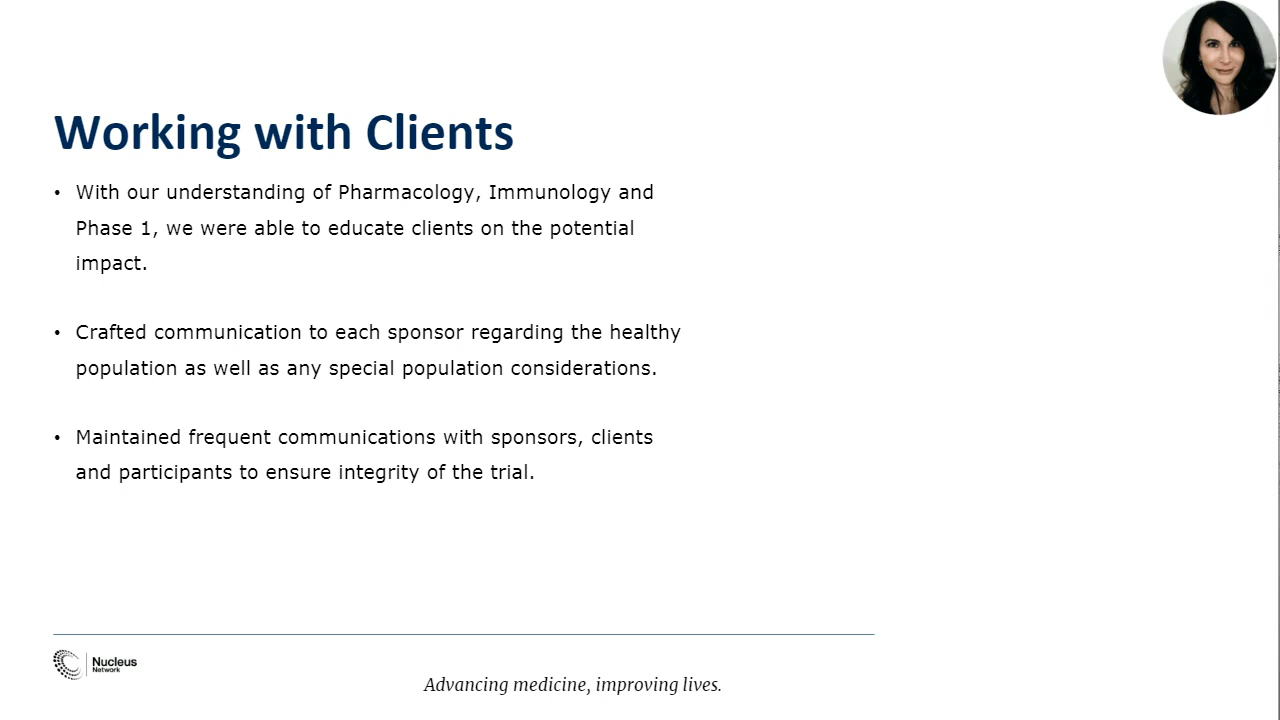 Working with Clients
• With our understanding of Pharmacology, Immunology and
Phase 1, we were able to educate clients on the potential
impact.
• Crafted communication to each sponsor regarding the healthy
population as well as any special population considerations.
• Maintained frequent communications with sponsors, clients
and participants to ensure integrity of the trial.
Nucleus
Network
Advancing medicine, improving lives.